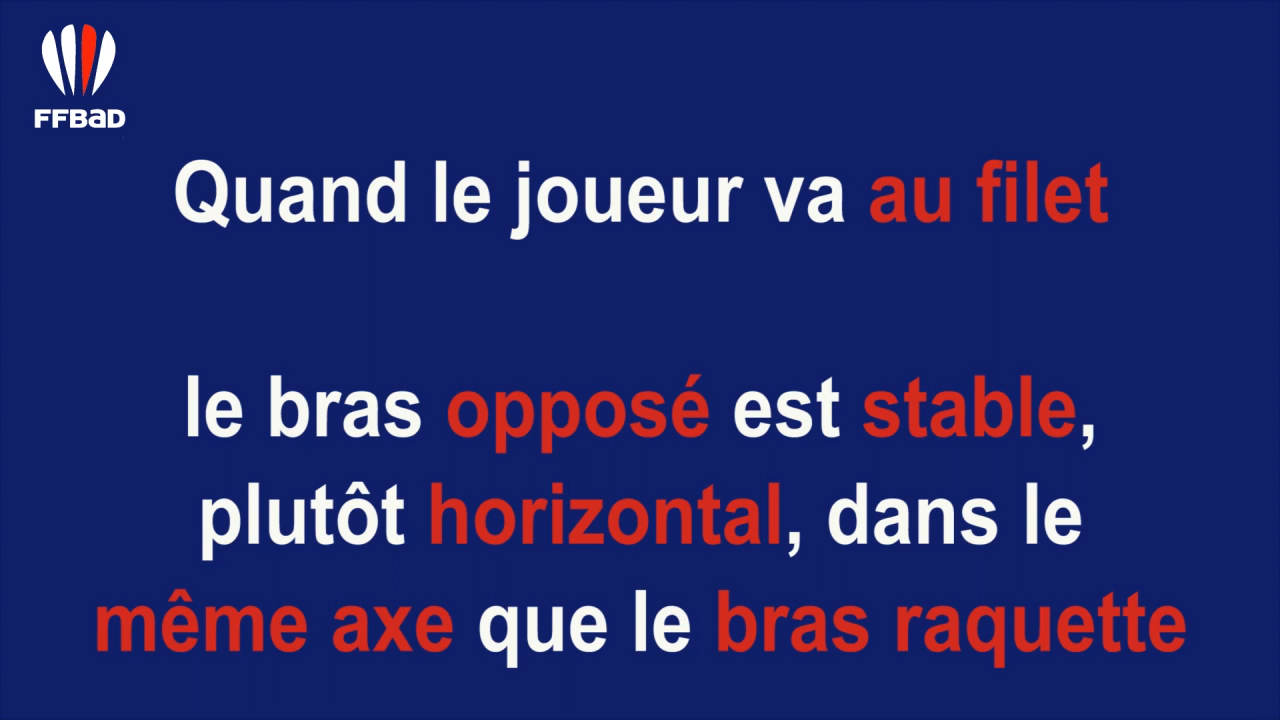 FFBaD
Quand le joueur va au filet
le bras opposé est stable,
plutôt horizontal, dans le
même axe que le bras raquette